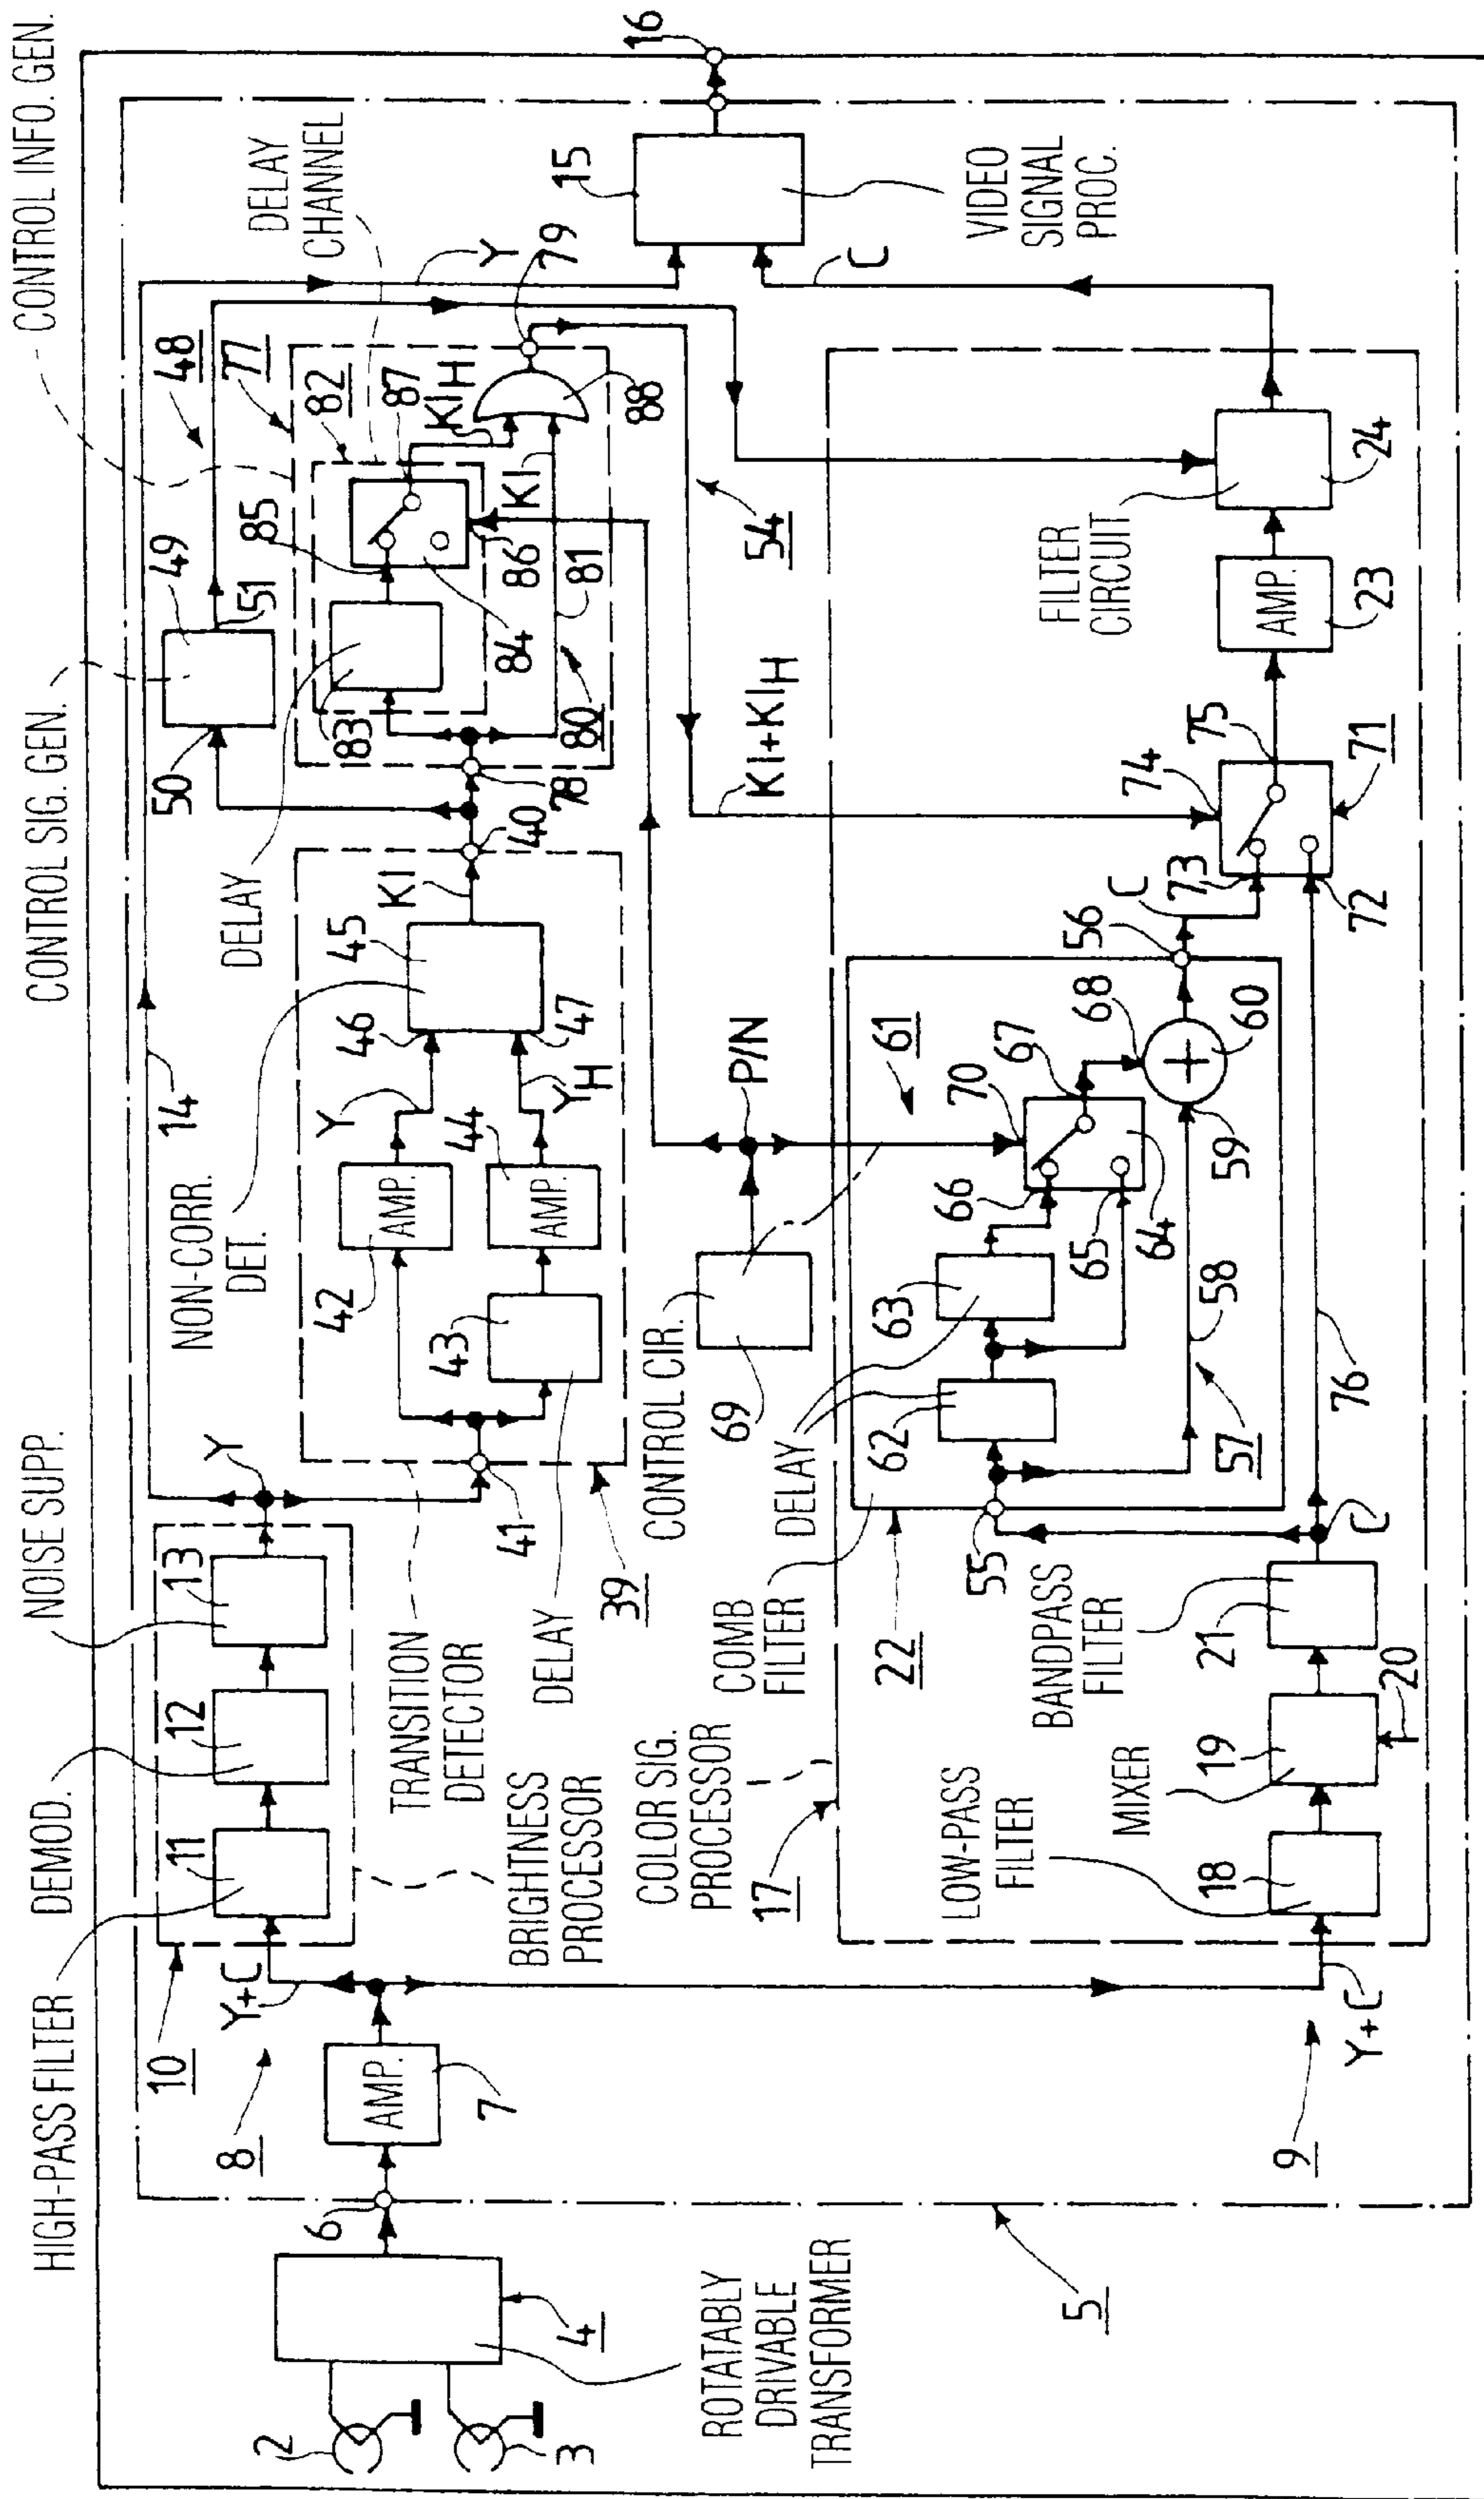 HIGH-PASS FILTER
DEMOD.
NOISE SUPP.
CONTROL SIG. GEN.
CONTROL INFO. GEN.
10
11
12
13
Y
14
50
49
51
48
77
DELAY
CHANNEL
82
16
8
Y+C
BRIGHTNESS
PROCESSOR
TRANSITION
DETECTOR
NON-CORR.
DET.
DELAY
83
85
87
KIH
KI
84
86
81
80
88
79
Y
15
VIDEO
SIGNAL
PROC.
C
2
3
4
ROTATABLY
DRIVABLE
TRANSFORMER
6
AMP.
7
41
42
AMP.
Y
43
44
AMP.
YH
46
45
47
KI
40
78
DELAY
39
54
KI+KIH
CONTROL CIR.
69
P/N
COLOR SIG.
PROCESSOR
17
COMB
FILTER
DELAY
22
55
62
63
66
65
64
70
67
68
61
59
60
58
57
56
C
73
72
74
75
71
AMP.
23
FILTER
CIRCUIT
24
5
9
Y+C
LOW-PASS
FILTER
18
MIXER
19
20
BANDPASS
FILTER
21
C
76